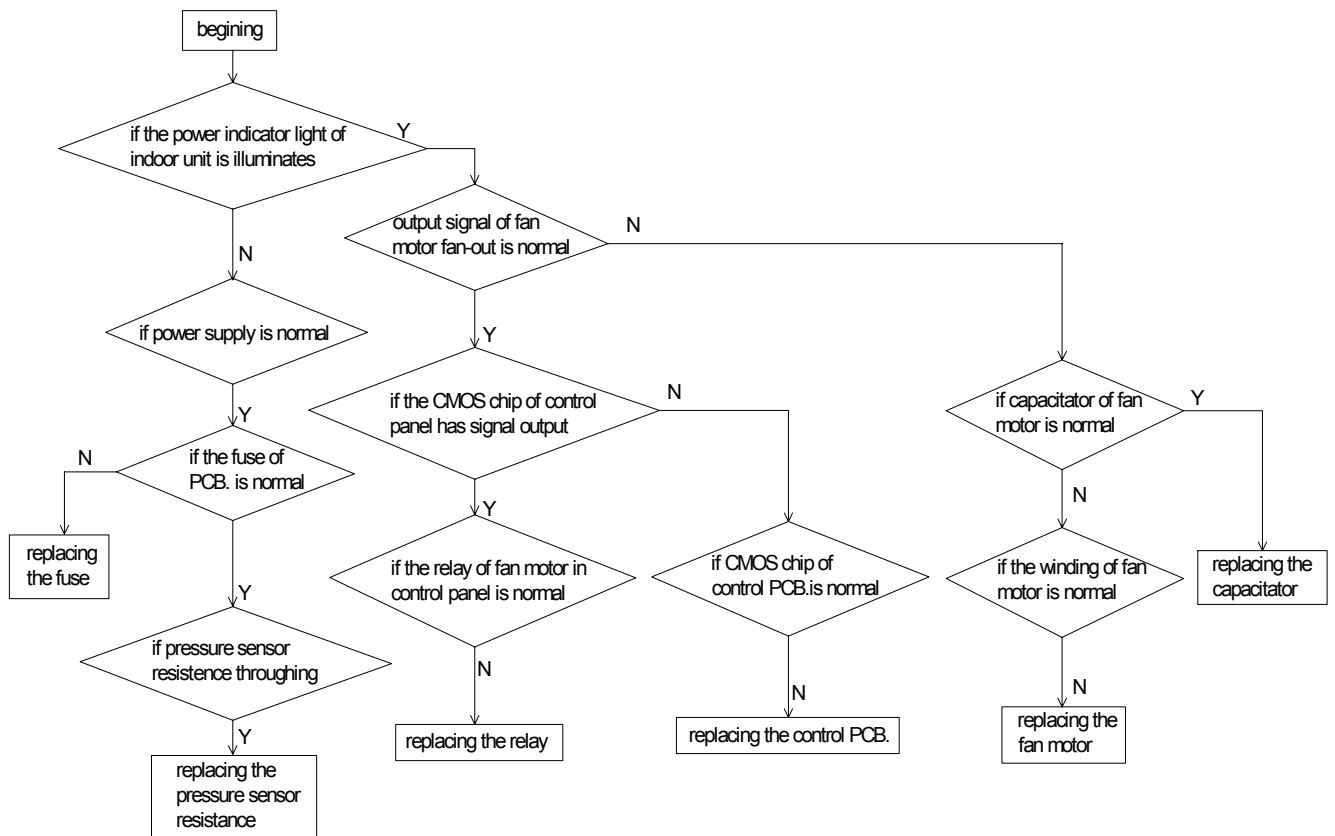 begining
if the power indicator light of
indoor unit is illuminates
Y
N
output signal of fan
motor fan-out is normal
N
Y
if power supply is normal
Y
if the CMOS chip of control
panel has signal output
N
Y
if capacitator of fan
motor is normal
Y
N
if the fuse of
PCB. is normal
N
Y
replacing
the fuse
if the relay of fan motor in
control panel is normal
N
if CMOS chip of
control PCB.is normal
N
if the winding of fan
motor is normal
N
replacing the
capacitator
if pressure sensor
resistence throughing
Y
replacing the relay
replacing the control PCB.
replacing the
fan motor
replacing the
pressure sensor
resistance